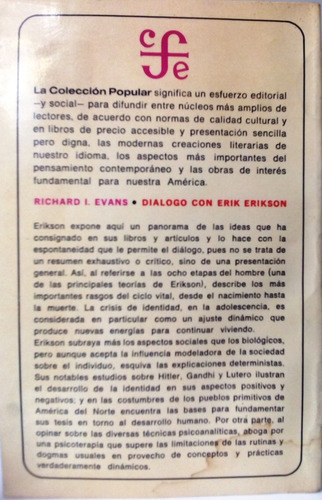 c f e
La Colección Popular significa un esfuerzo editorial
—y social— para difundir entre núcleos más amplios de
lectores, de acuerdo con normas de calidad cultural y
en libros de precio accesible y presentación sencilla
pero digna, las modernas creaciones literarias de
nuestro idioma, los aspectos más importantes del
pensamiento contemporáneo y las obras de interés
fundamental para nuestra América.
RICHARD I. EVANS • DIALOGO CON ERIK ERIKSON
Erikson expone aquí un panorama de las ideas que ha
consignado en sus libros y artículos y lo hace con la
espontaneidad que le permite el diálogo, pues no se trata de
un resumen exhaustivo o crítico, sino de una presentación
general. Así, al referirse a las ocho etapas del hombre (una
de las principales teorías de Erikson), describe los más
importantes rasgos del ciclo vital, desde el nacimiento hasta
la muerte. La crisis de identidad, en la adolescencia, es
considerada en particular como un ajuste dinámico que
produce nuevas energías para continuar viviendo.
Erikson subraya más los aspectos sociales que los biológicos,
pero aunque acepta la influencia modeladora de la sociedad
sobre el individuo, esquiva las explicaciones deterministas.
Sus notables estudios sobre Hitler, Gandhi y Lutero ilustran
el desarrollo de la identidad en sus aspectos positivos y
negativos; y en las costumbres de los pueblos primitivos de
América del Norte encuentra las bases para fundamentar
sus tesis en torno al desarrollo humano. Por otra parte, al
opinar sobre las diversas técnicas psicoanalíticas, aboga por
una psicoterapia que supere las limitaciones de las rutinas y
dogmas usuales en provecho de conceptos y prácticas
verdaderamente dinámicos.